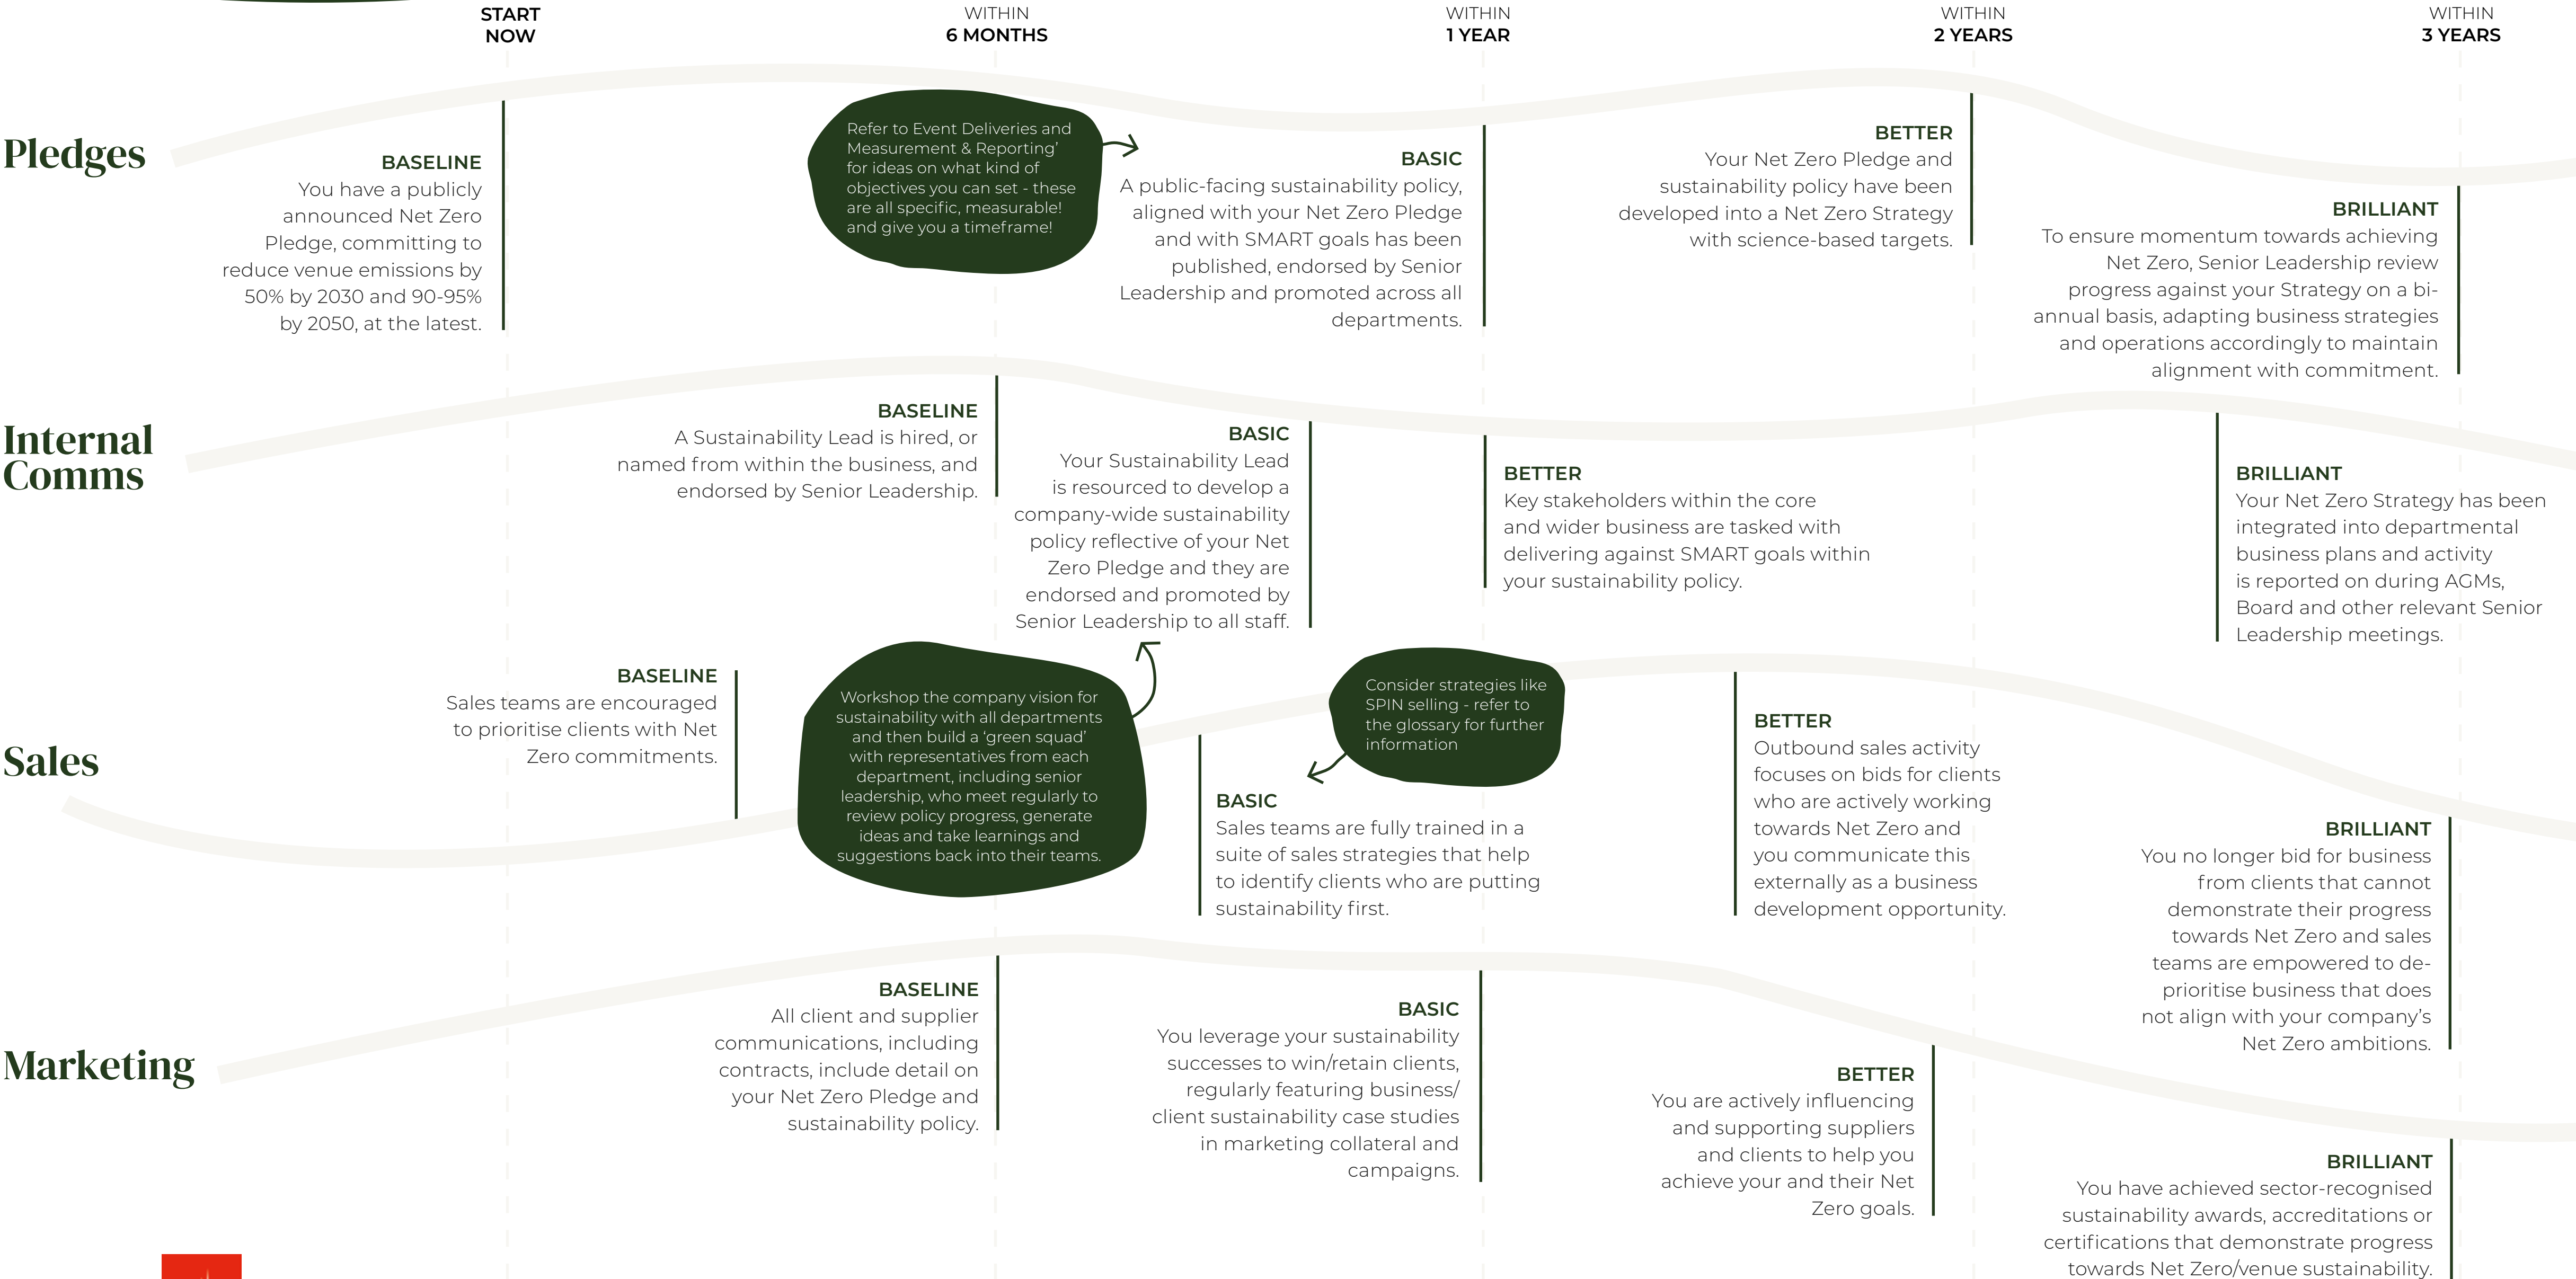 START
NOW
WITHIN
6 MONTHS
WITHIN
1 YEAR
WITHIN
2 YEARS
WITHIN
3 YEARS
Pledges
BASELINE
You have a publicly
announced Net Zero
Pledge, committing to
reduce venue emissions by
50% by 2030 and 90-95%
by 2050, at the latest.
Refer to Event Deliveries and
Measurement & Reporting’
for ideas on what kind of
objectives you can set - these
are all specific, measurable!
and give you a timeframe!
BASIC
A public-facing sustainability policy,
aligned with your Net Zero Pledge
and with SMART goals has been
published, endorsed by Senior
Leadership and promoted across all
departments.
BETTER
Your Net Zero Pledge and
sustainability policy have been
developed into a Net Zero Strategy
with science-based targets.
BRILLIANT
To ensure momentum towards achieving
Net Zero, Senior Leadership review
progress against your Strategy on a bi-
annual basis, adapting business strategies
and operations accordingly to maintain
alignment with commitment.
Internal
Comms
BASELINE
A Sustainability Lead is hired, or
named from within the business, and
endorsed by Senior Leadership.
BASIC
Your Sustainability Lead
is resourced to develop a
company-wide sustainability
policy reflective of your Net
Zero Pledge and they are
endorsed and promoted by
Senior Leadership to all staff.
BETTER
Key stakeholders within the core
and wider business are tasked with
delivering against SMART goals within
your sustainability policy.
BRILLIANT
Your Net Zero Strategy has been
integrated into departmental
business plans and activity
is reported on during AGMs,
Board and other relevant Senior
Leadership meetings.
Sales
BASELINE
Sales teams are encouraged
to prioritise clients with Net
Zero commitments.
Workshop the company vision for
sustainability with all departments
and then build a ‘green squad’
with representatives from each
department, including senior
leadership, who meet regularly to
review policy progress, generate
ideas and take learnings and
suggestions back into their teams.
Consider strategies like
SPIN selling - refer to
the glossary for further
information
BASIC
Sales teams are fully trained in a
suite of sales strategies that help
to identify clients who are putting
sustainability first.
BETTER
Outbound sales activity
focuses on bids for clients
who are actively working
towards Net Zero and
you communicate this
externally as a business
development opportunity.
BRILLIANT
You no longer bid for business
from clients that cannot
demonstrate their progress
towards Net Zero and sales
teams are empowered to de-
prioritise business that does
not align with your company’s
Net Zero ambitions.
Marketing
BASELINE
All client and supplier
communications, including
contracts, include detail on
your Net Zero Pledge and
sustainability policy.
BASIC
You leverage your sustainability
successes to win/retain clients,
regularly featuring business/
client sustainability case studies
in marketing collateral and
campaigns.
BETTER
You are actively influencing
and supporting suppliers
and clients to help you
achieve your and their Net
Zero goals.
BRILLIANT
You have achieved sector-recognised
sustainability awards, accreditations or
certifications that demonstrate progress
towards Net Zero/venue sustainability.